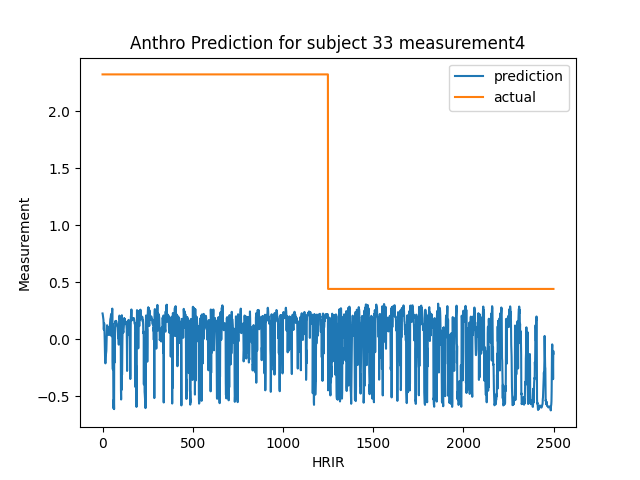 Anthro Prediction for subject 33 measurement4
prediction
actual
Measurement
2.0
1.5
1.0
0.5
0.0
−0.5
0
500
1000
1500
2000
2500
HRIR